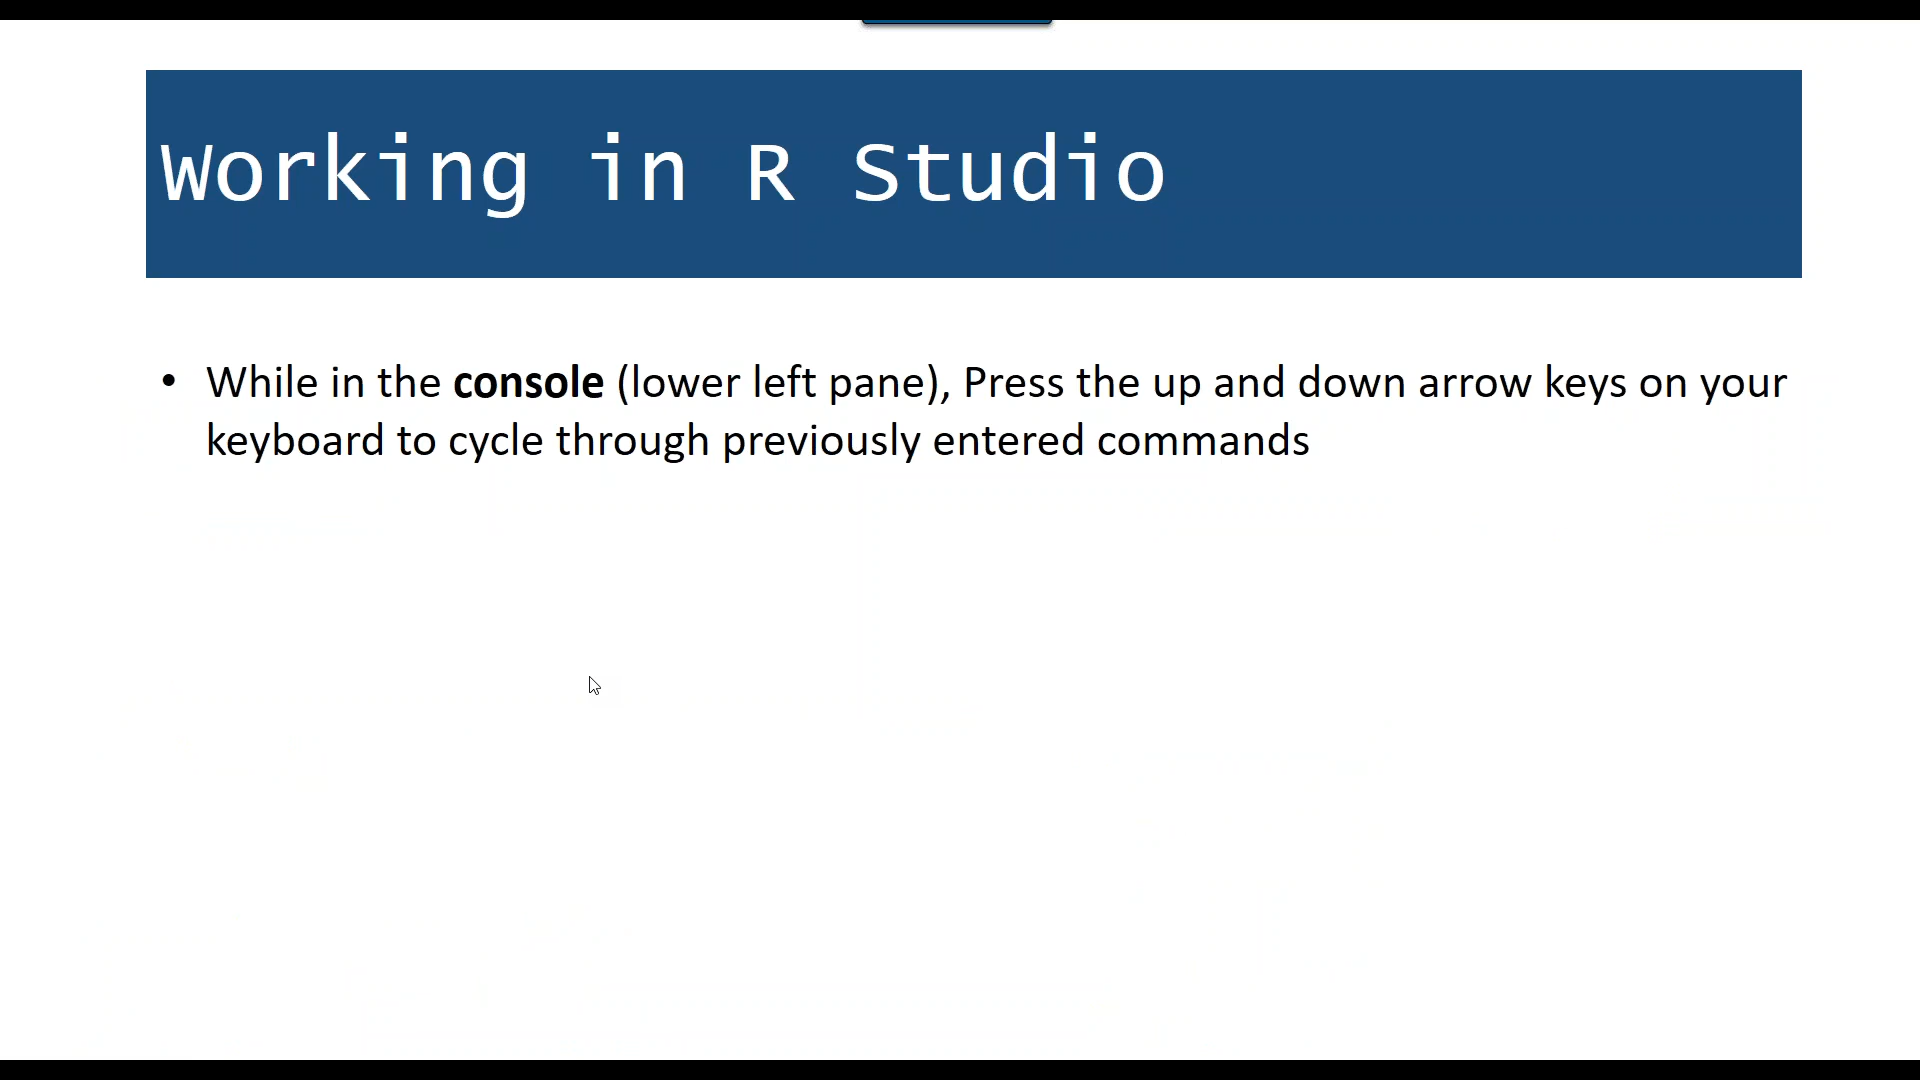 Working in R Studio
• While in the console (lower left pane), Press the up and down arrow keys on your
keyboard to cycle through previously entered commands